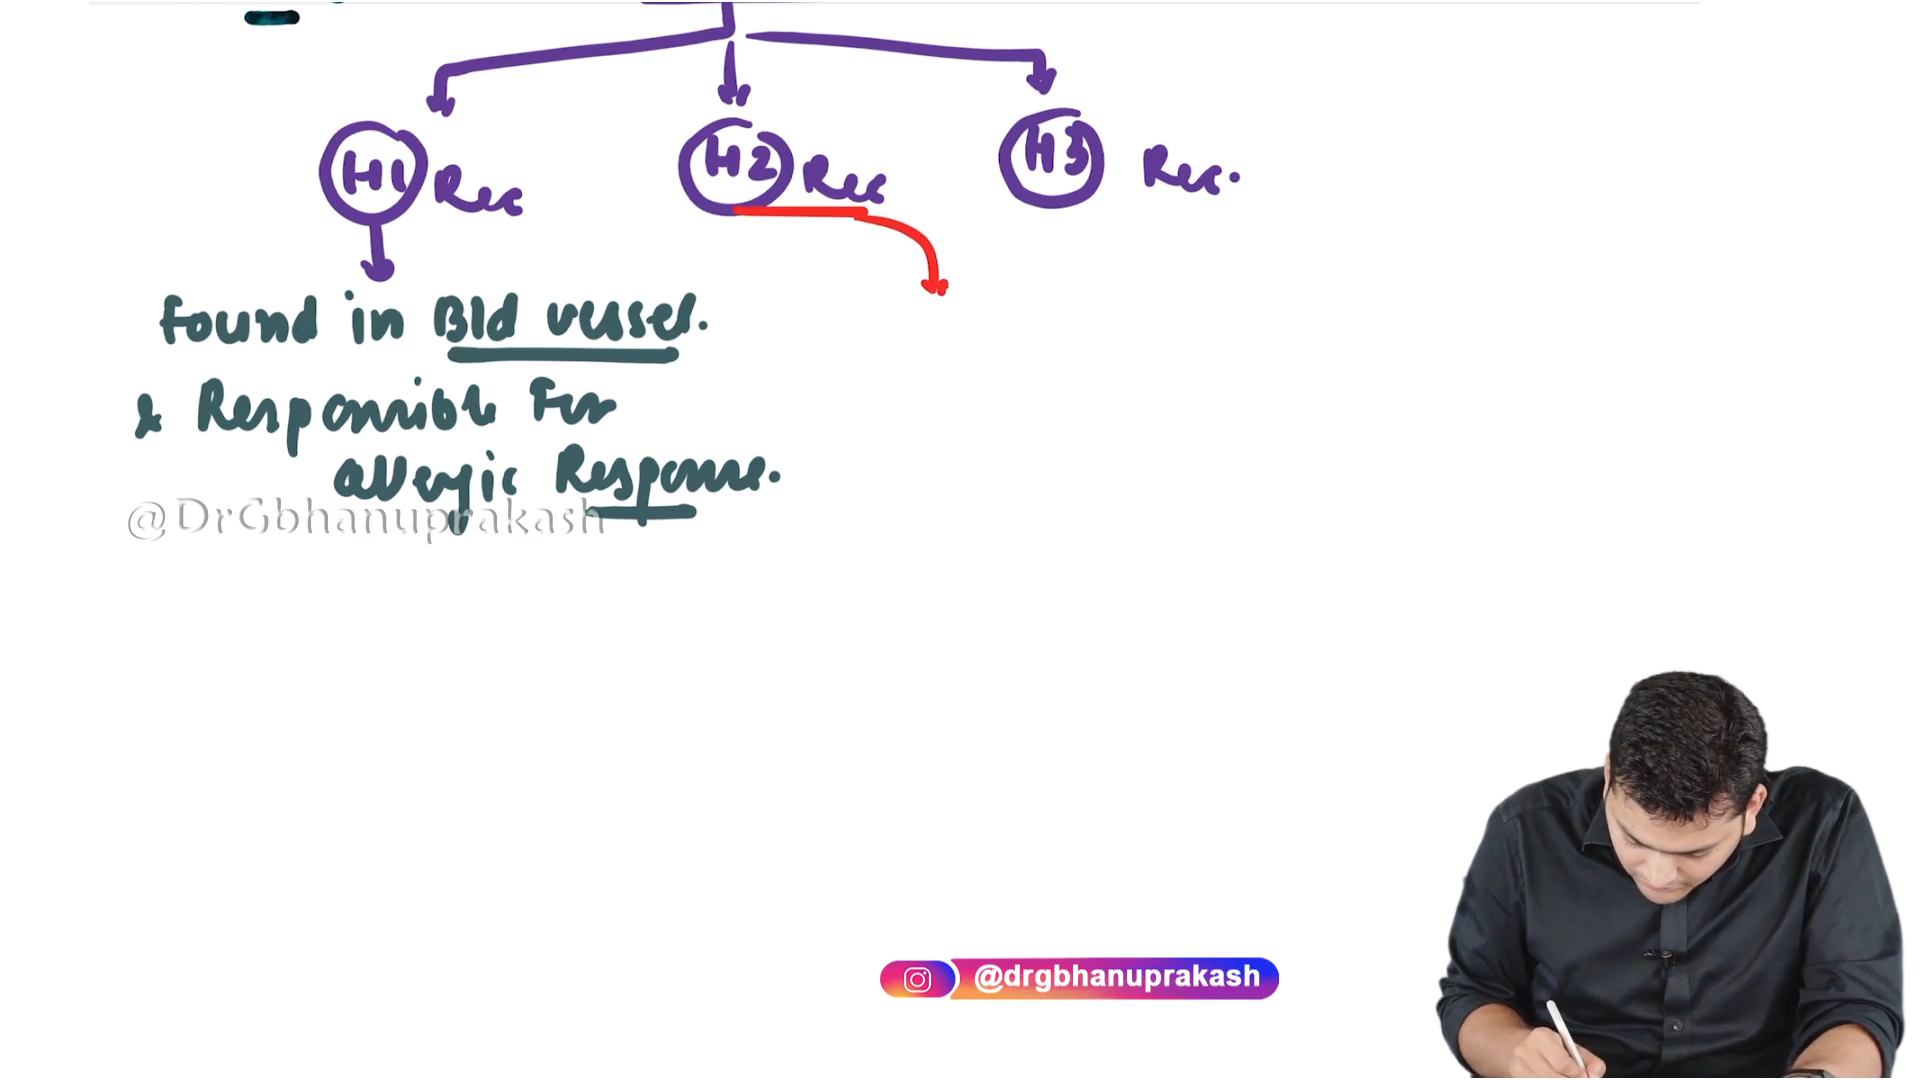 H1 Rec
H2 Rec
H3 Rec.
Found in Bld vessel.
& Responsible For
allergic Response.
@DrGbhanuprakash
@drgbhanuprakash